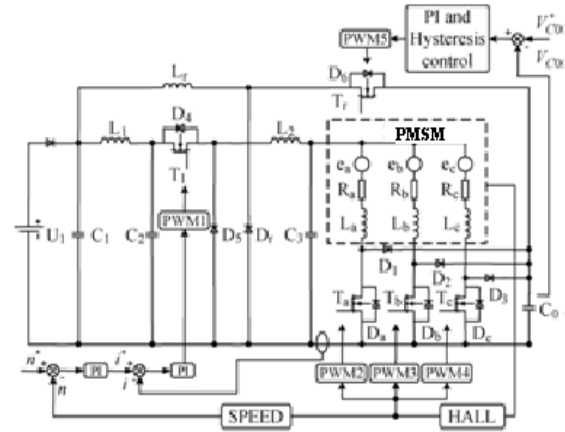 PWM5
PI and
Hysteresis
control
+
-
D6
Tr
Lr
L1
D4
T1
L2
PMSM
ea
eb
ec
Ra
Rb
Rc
La
Lb
Lc
U1
C1
C2
PWM1
D5
Dr
C3
D1
D2
D3
Ta
Tb
Tc
C0
Da
Db
Dc
n*
+
-
n
PI
i*
+
-
i
PI
PWM2
PWM3
PWM4
SPEED
HALL